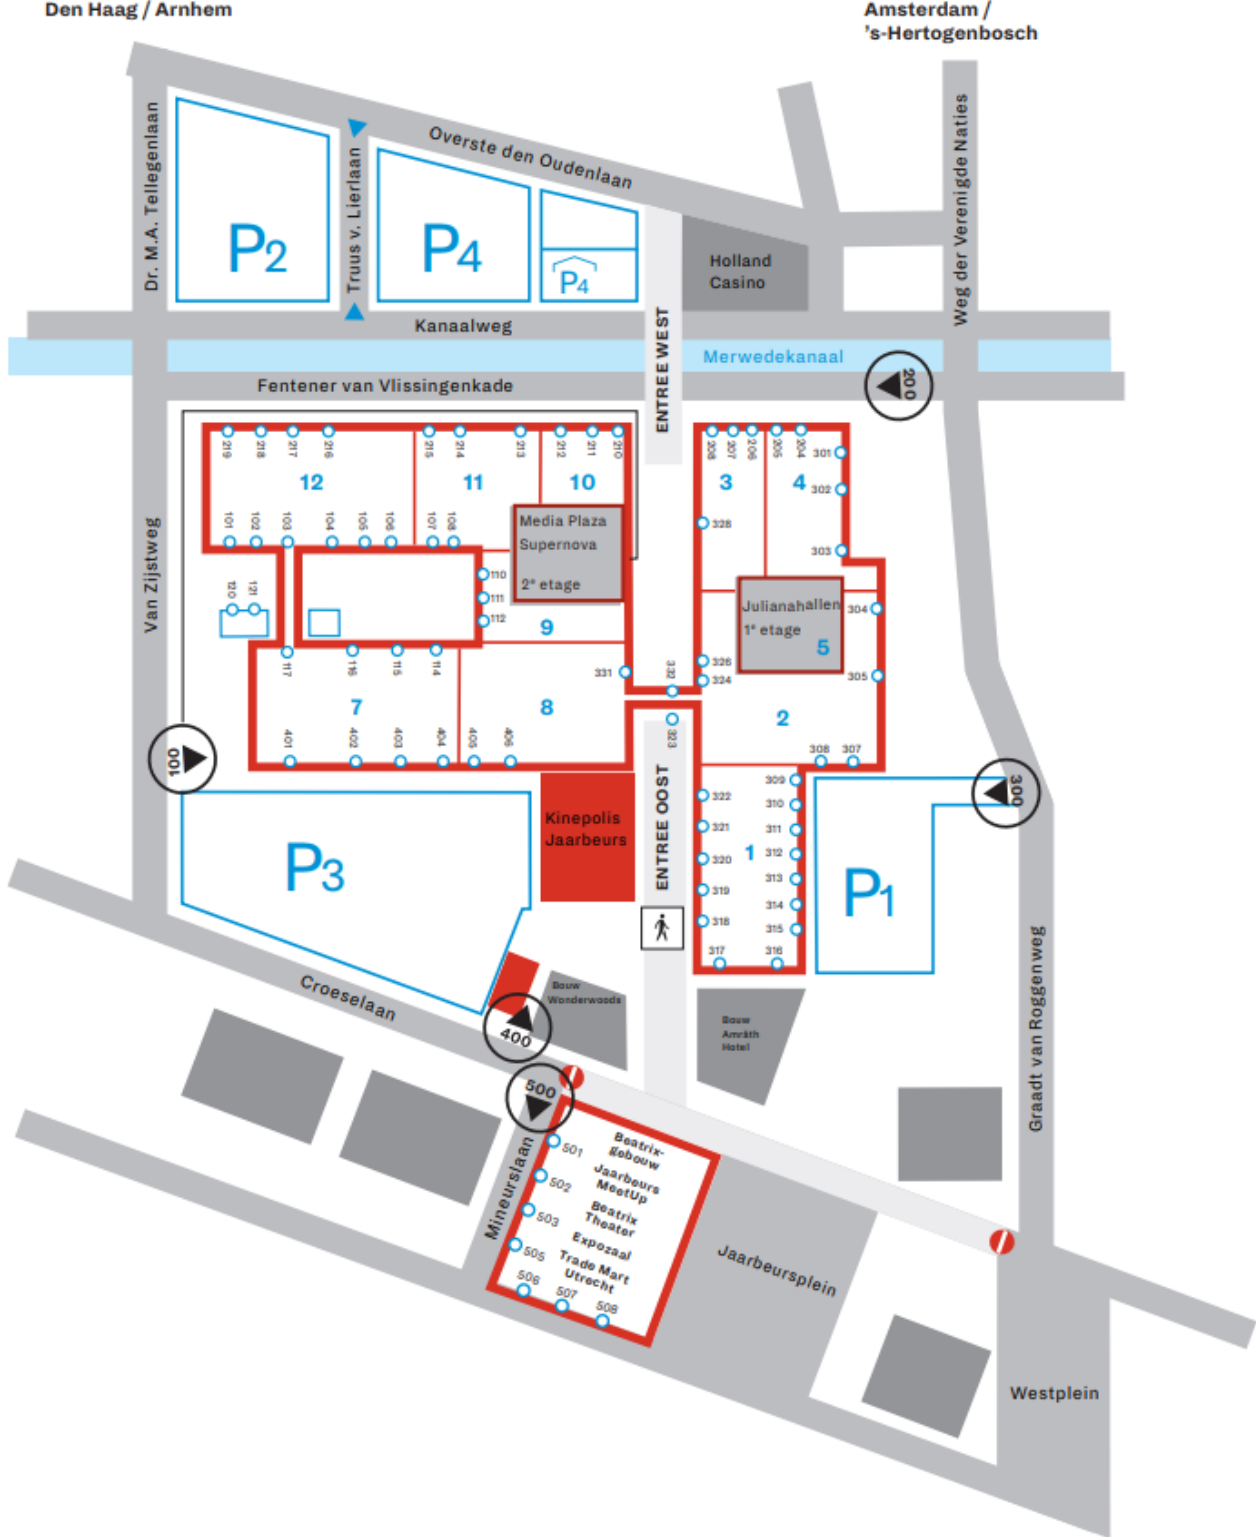 Den Haag / Arnhem
Amsterdam /
's-Hertogenbosch
Dr. M.A. Tellegenlaan
Truus v. Lierlaan
Overste den Oudenlaan
Weg der Verenigde Naties
P2
P4
P4
Holland
Casino
Kanaalweg
ENTREE WEST
Merwedekanaal
Fentener van Vlissingenkade
200
219
218
217
216
215
214
213
212
211
210
208
207
206
205
204
301
12
11
10
3
4
302
101
102
103
104
105
106
107
108
Media Plaza
Supernova
2e etage
328
303
Van Zijstweg
110
111
112
120
121
9
Julianahallen
1e etage
5
304
117
116
115
114
331
332
326
324
305
7
8
2
401
402
403
404
405
406
323
308
307
100
300
309
310
311
312
313
314
315
322
321
320
319
318
1
317
316
Kinepolis
Jaarbeurs
ENTREE OOST
P3
P1
Croeselaan
Bouw
Wonderwoods
Bouw
Amrâth
Hotel
Graadt van Roggenweg
400
500
Mineurslaan
501
502
503
505
506
507
508
Beatrix-
gebouw
Jaarbeurs
MeetUp
Beatrix
Theater
Expozaal
Trade Mart
Utrecht
Jaarbeursplein
Westplein